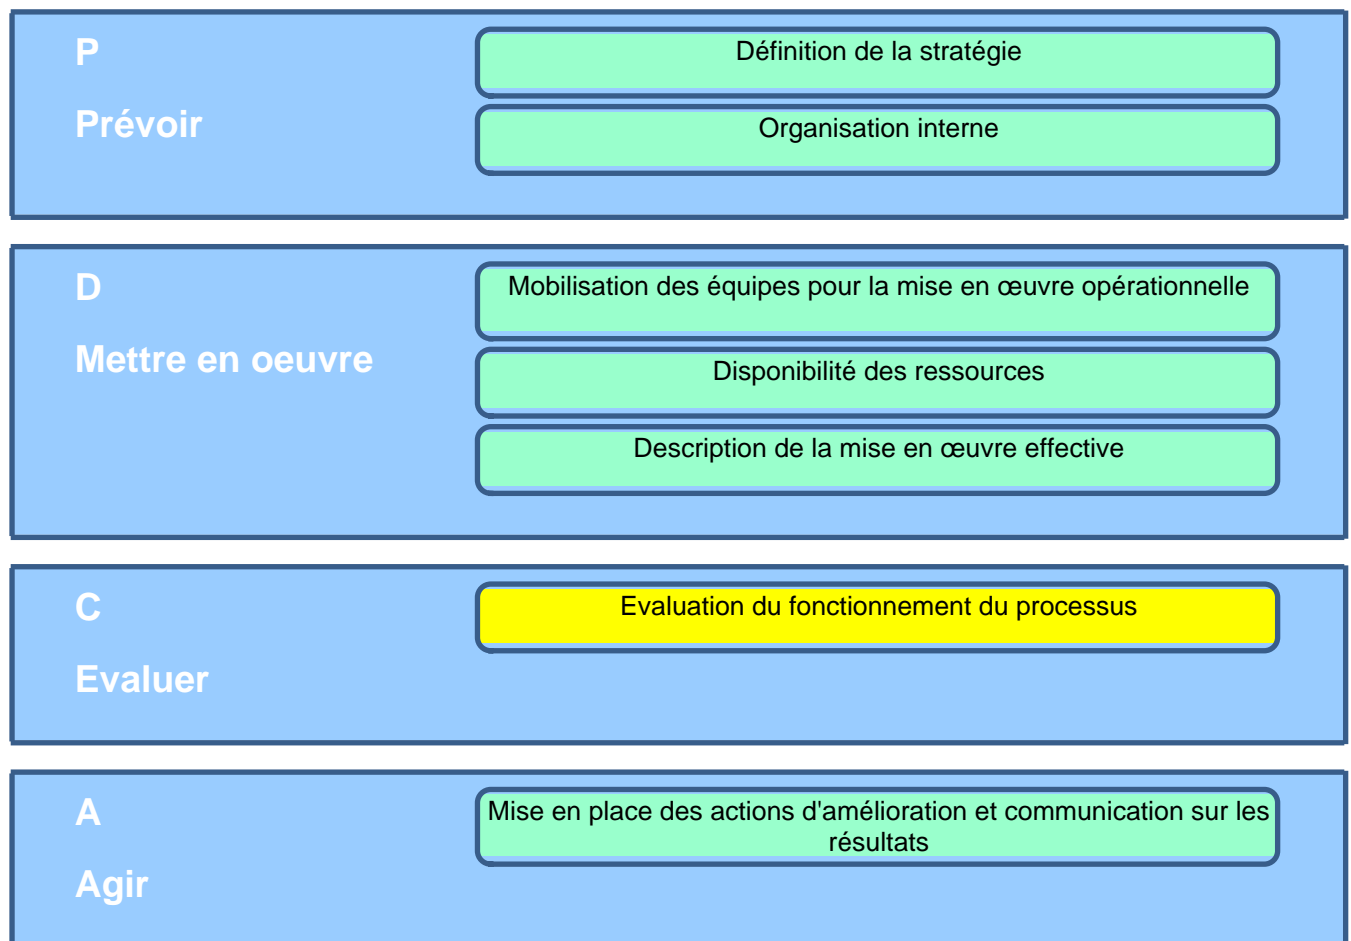 P
Prévoir
Définition de la stratégie
Organisation interne
D
Mettre en oeuvre
Mobilisation des équipes pour la mise en œuvre opérationnelle
Disponibilité des ressources
Description de la mise en œuvre effective
C
Evaluer
Evaluation du fonctionnement du processus
A
Agir
Mise en place des actions d'amélioration et communication sur les
résultats